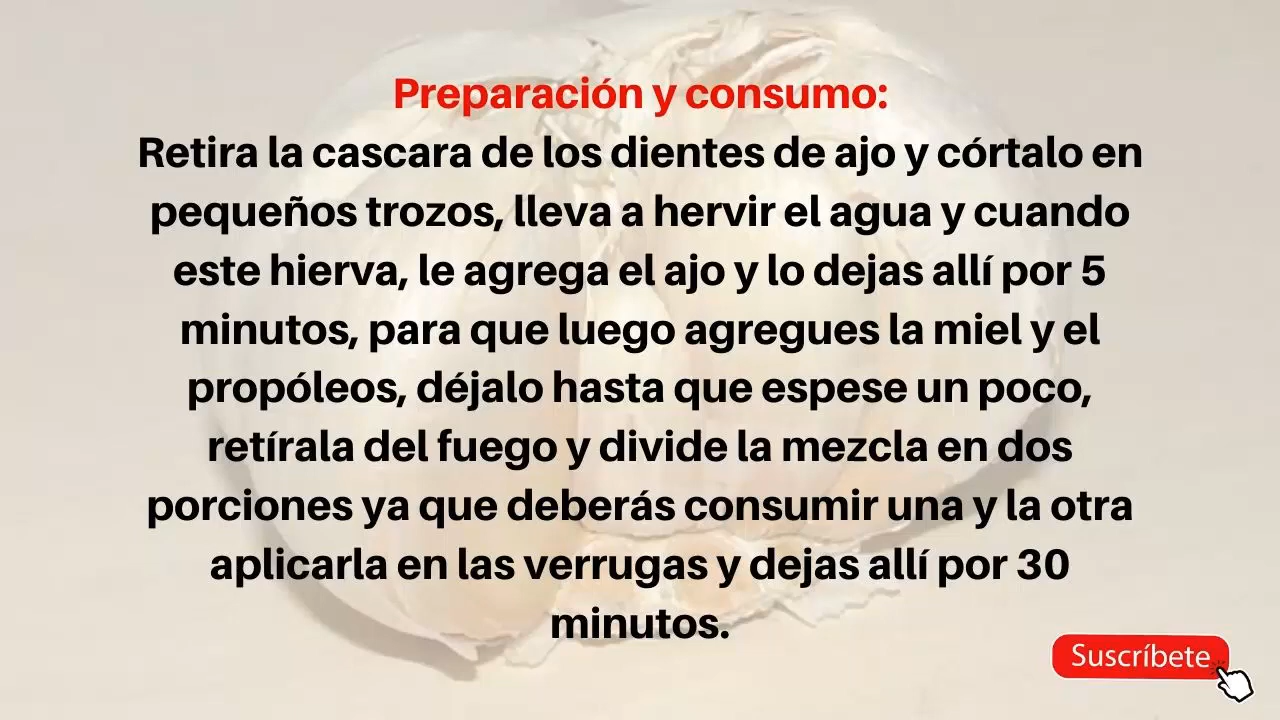 Preparación y consumo:
Retira la cascara de los dientes de ajo y córtalo en
pequeños trozos, lleva a hervir el agua y cuando
este hierva, le agrega el ajo y lo dejas allí por 5
minutos, para que luego agregues la miel y el
propóleos, déjalo hasta que espese un poco,
retírala del fuego y divide la mezcla en dos
porciones ya que deberás consumir una y la otra
aplicarla en las verrugas y dejas allí por 30
minutos.
Suscríbete